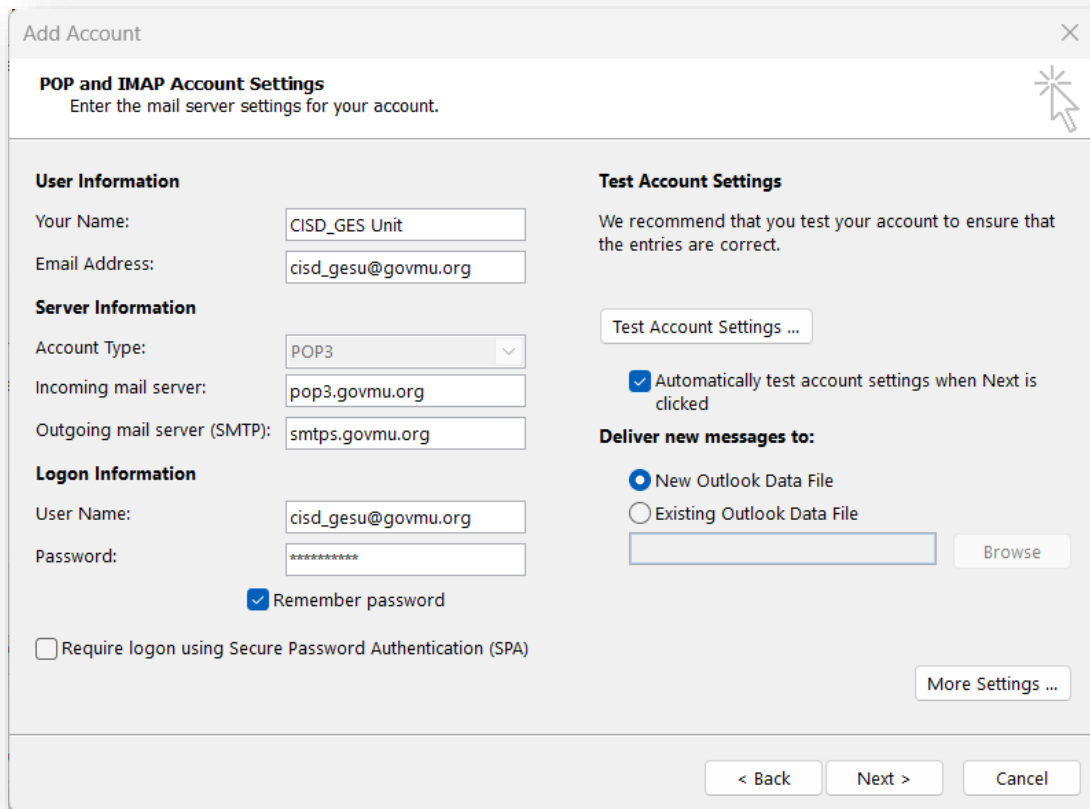 Add Account
POP and IMAP Account Settings
Enter the mail server settings for your account.
User Information
Your Name:
CISD_GES Unit
Email Address:
cisd_gesu@govmu.org
Server Information
Account Type:
POP3
Incoming mail server:
pop3.govmu.org
Outgoing mail server (SMTP):
smtps.govmu.org
Logon Information
User Name:
cisd_gesu@govmu.org
Password:
**********
Remember password
Require logon using Secure Password Authentication (SPA)
Test Account Settings
We recommend that you test your account to ensure that
the entries are correct.
Test Account Settings ...
Automatically test account settings when Next is
clicked
Deliver new messages to:
New Outlook Data File
Existing Outlook Data File
Browse
More Settings ...
< Back
Next >
Cancel